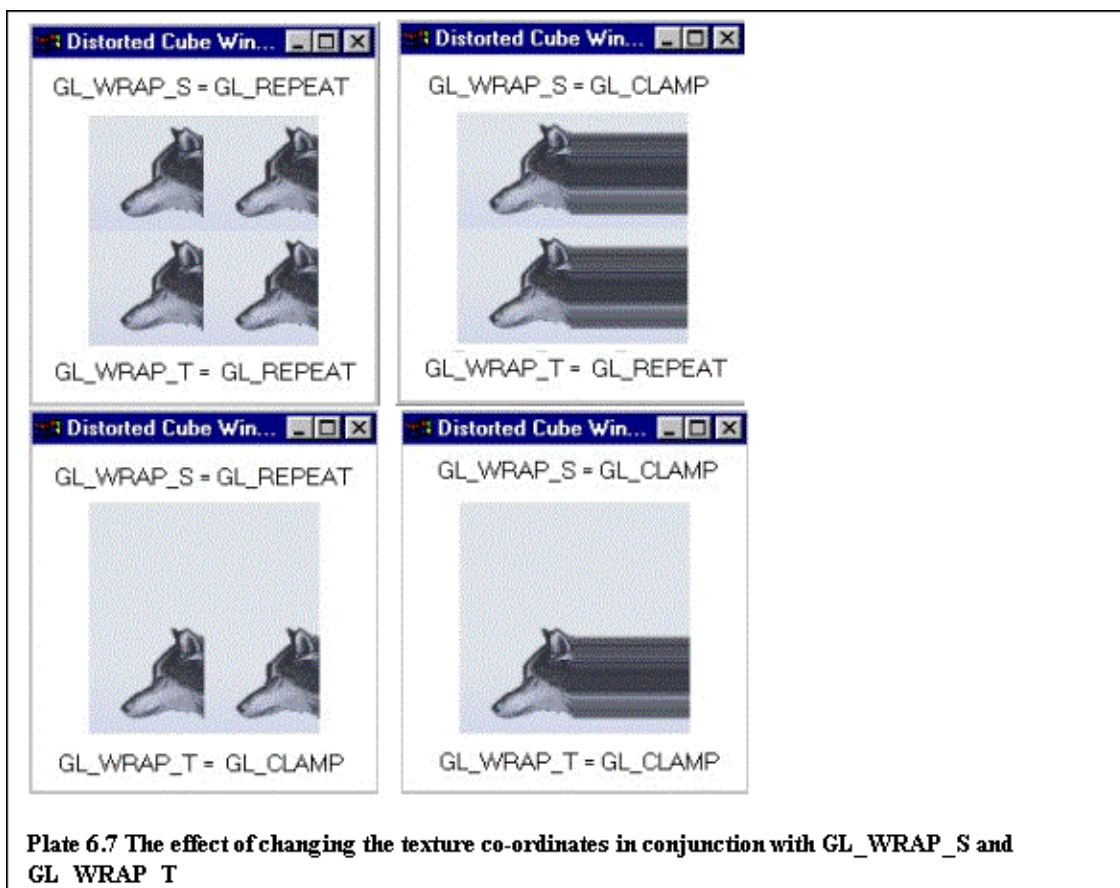 Distorted Cube Win...
GL_WRAP_S = GL_REPEAT
GL_WRAP_T = GL_REPEAT
Distorted Cube Win...
GL_WRAP_S = GL_CLAMP
GL_WRAP_T = GL_REPEAT
Distorted Cube Win...
GL_WRAP_S = GL_REPEAT
GL_WRAP_T = GL_CLAMP
Distorted Cube Win...
GL_WRAP_S = GL_CLAMP
GL_WRAP_T = GL_CLAMP
Plate 6.7 The effect of changing the texture co-ordinates in conjunction with GL_WRAP_S and
GL_WRAP_T